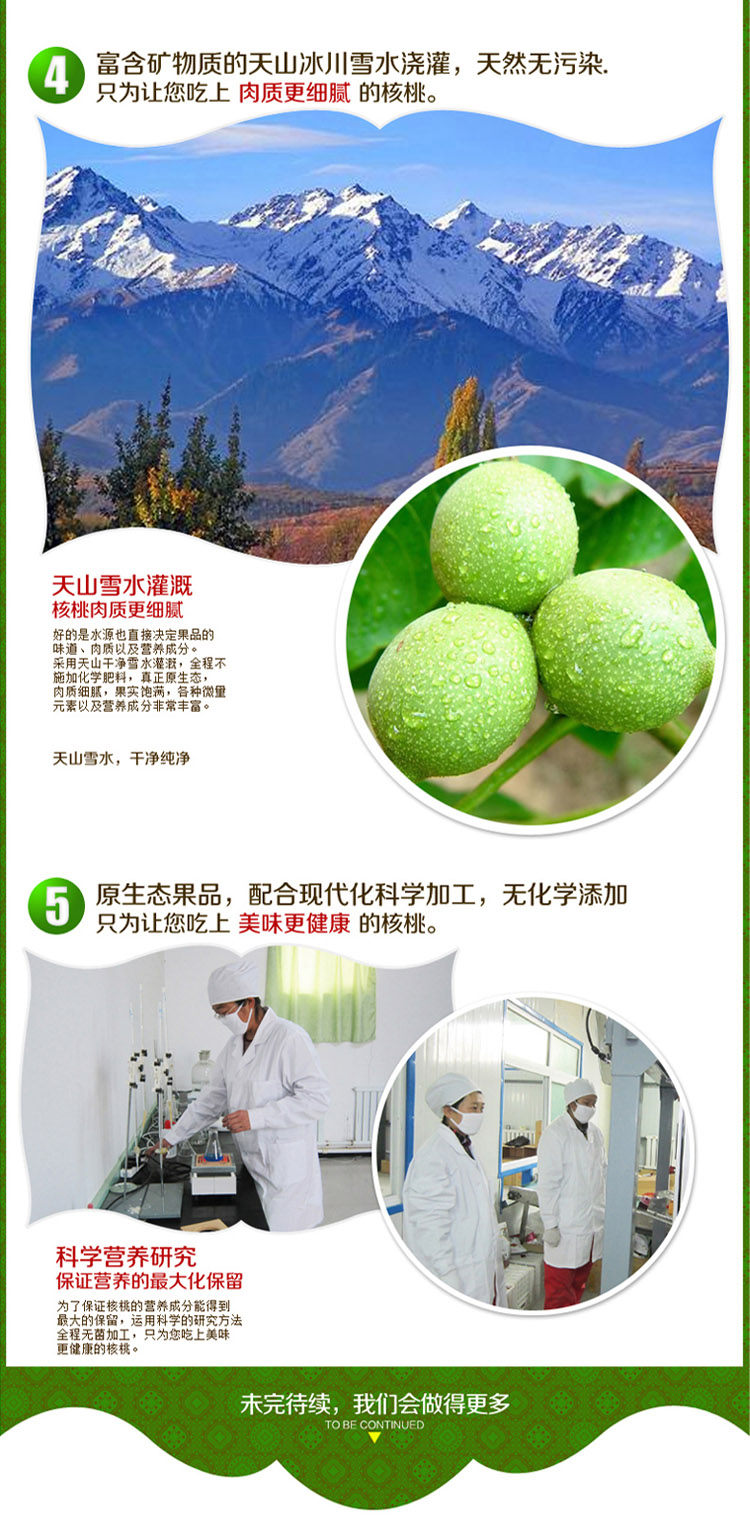 4
富含矿物质的天山冰川雪水浇灌，天然无污染.
只为让您吃上 肉质更细腻 的核桃。
天山雪水灌溉
核桃肉质更细腻
好的是水源也直接决定果品的
味道、肉质以及营养成分。
采用天山干净雪水灌溉，全程不
施加化学肥料，真正原生态，
肉质细腻，果实饱满，各种微量
元素以及营养成分非常丰富。
天山雪水，干净纯净
5
原生态果品，配合现代化科学加工，无化学添加
只为让您吃上 美味更健康 的核桃。
科学营养研究
保证营养的最大化保留
为了保证核桃的营养成分能得到
最大的保留，运用科学的研究方法
全程无菌加工，只为您吃上美味
更健康的核桃。
未完待续，我们会做得更多
TO BE CONTINUED